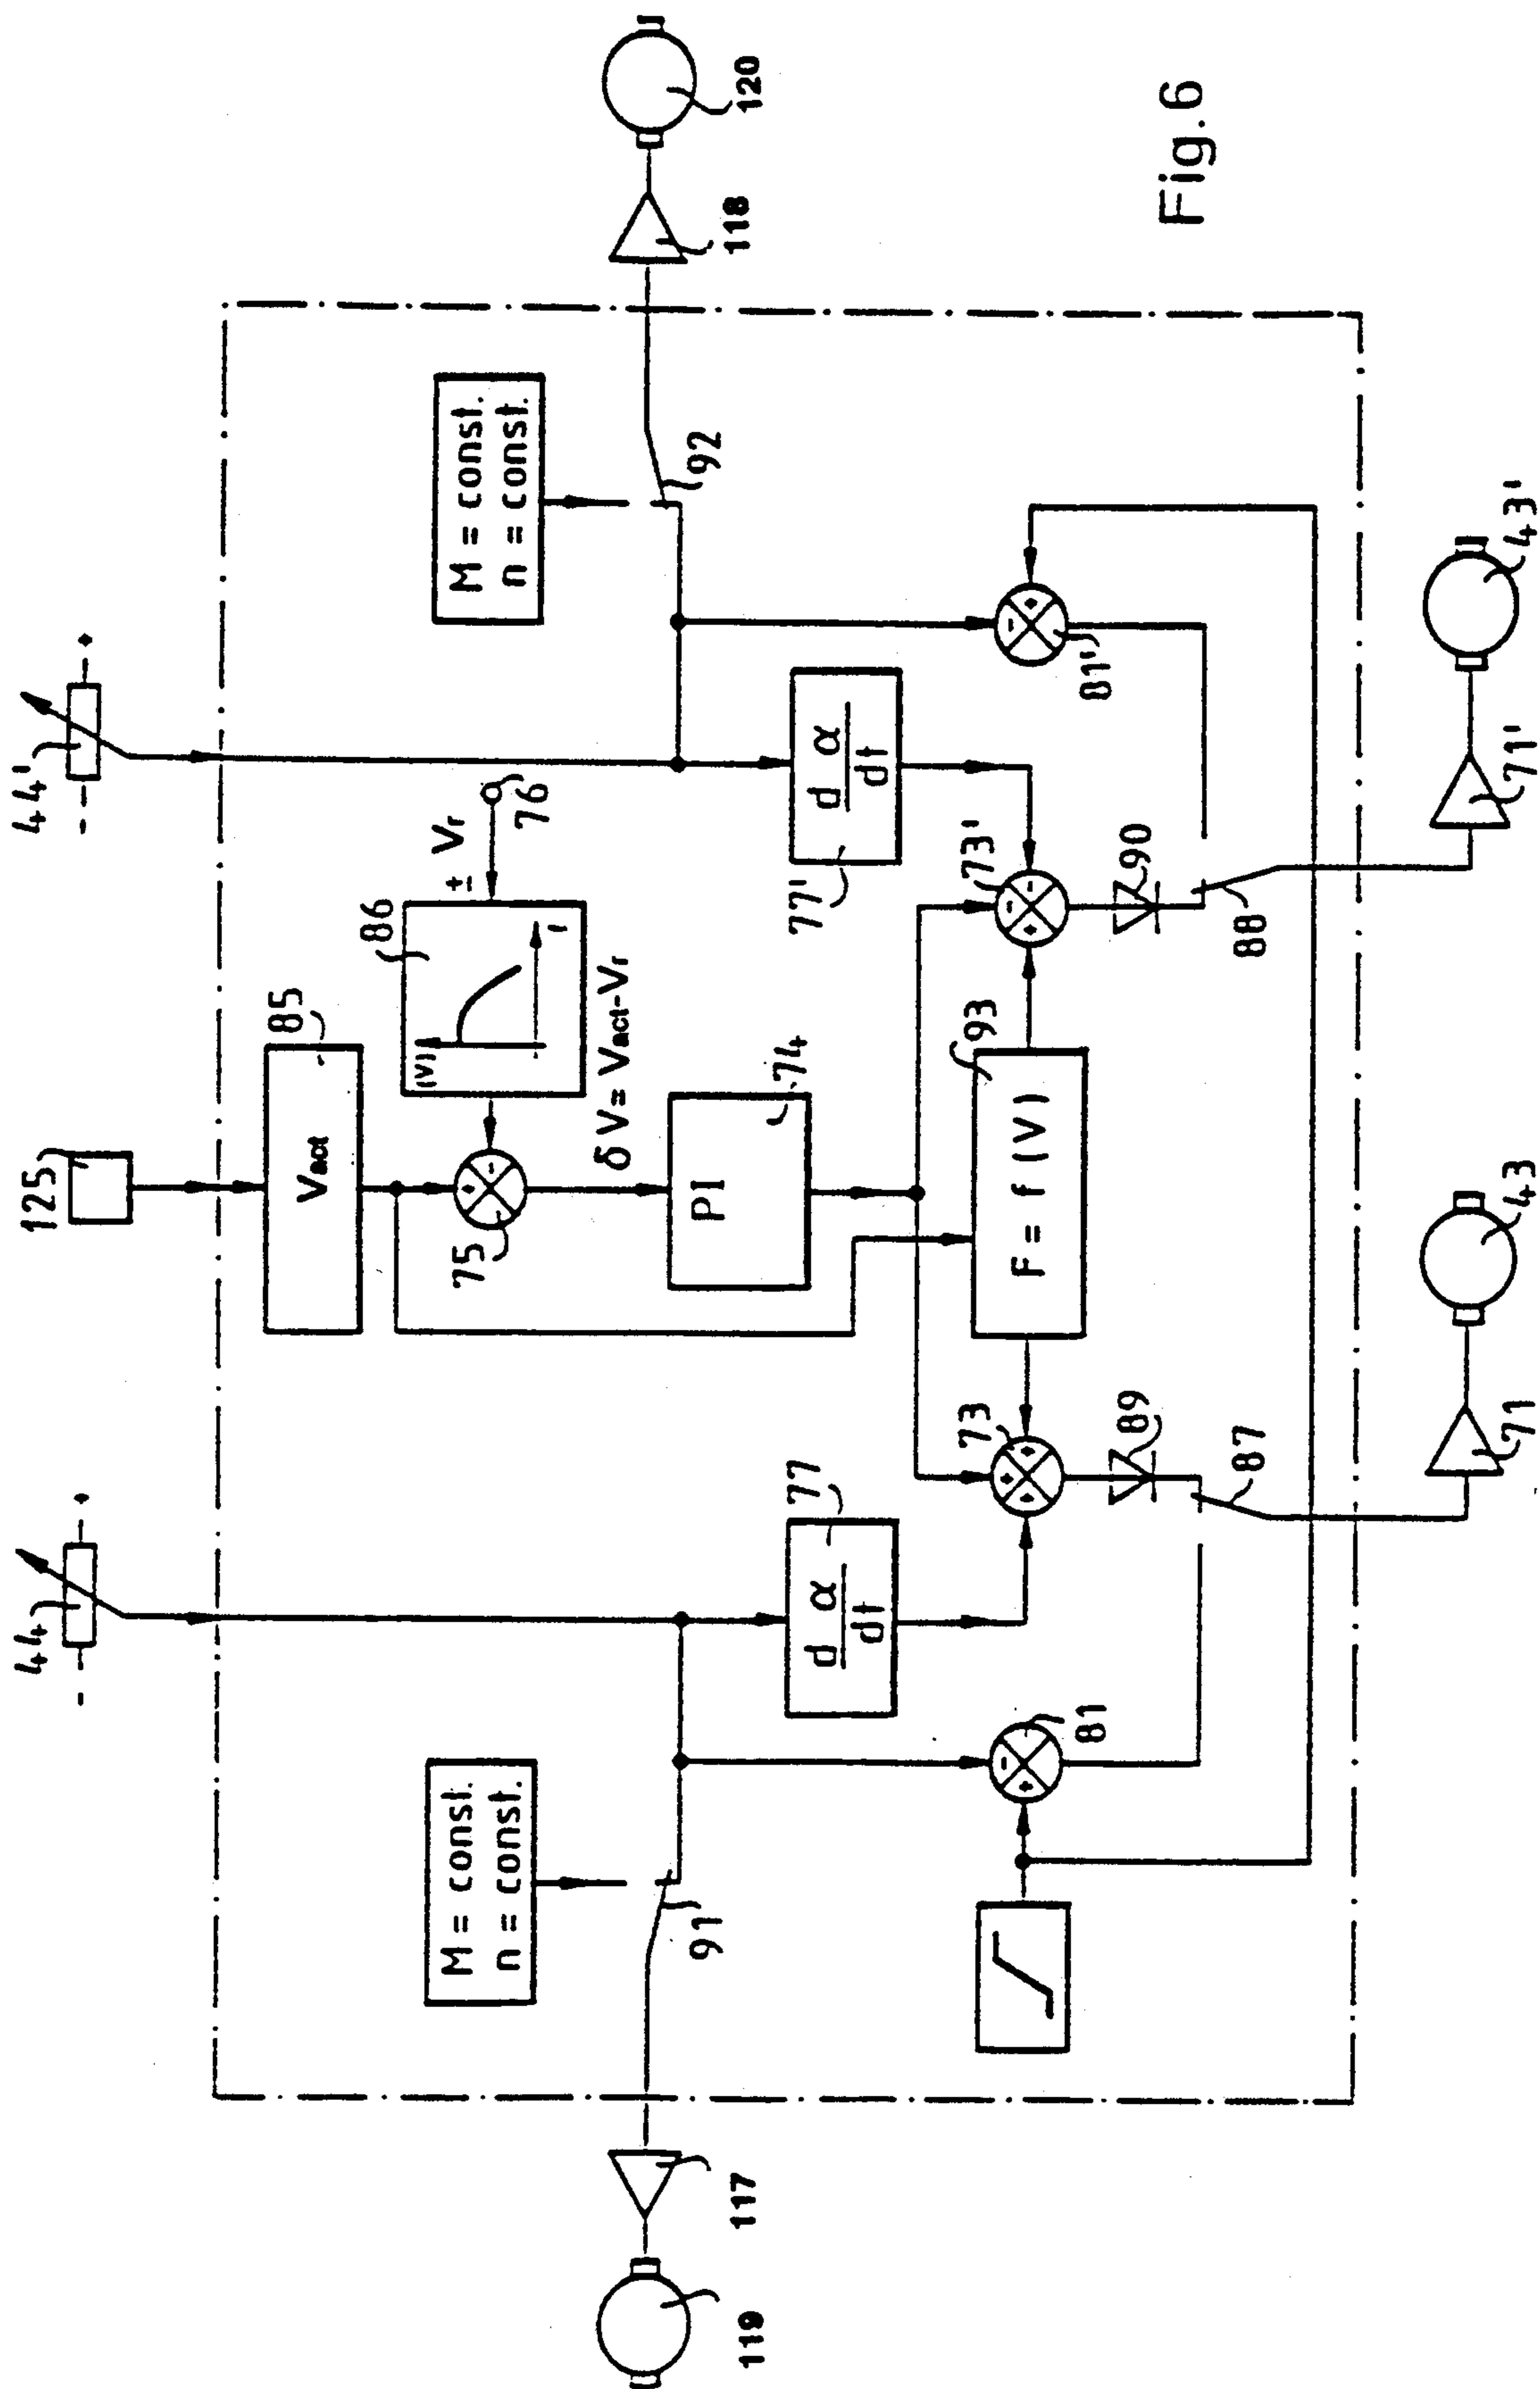 44
- +
125
44'
- +
M = const.
n = const.
85
Vact
86
(V)
I
± Vr
76
M = const.
n = const.
92
91
75
+
-
δV = Vact-Vr
PI
74
77
d α
dt
77'
d α
dt
119
117
118
120
81
-
+
73
+
+
+
F = f (V)
93
73'
-
-
+
81'
-
+
89
90
87
88
71
43
71'
43'
Fig.6